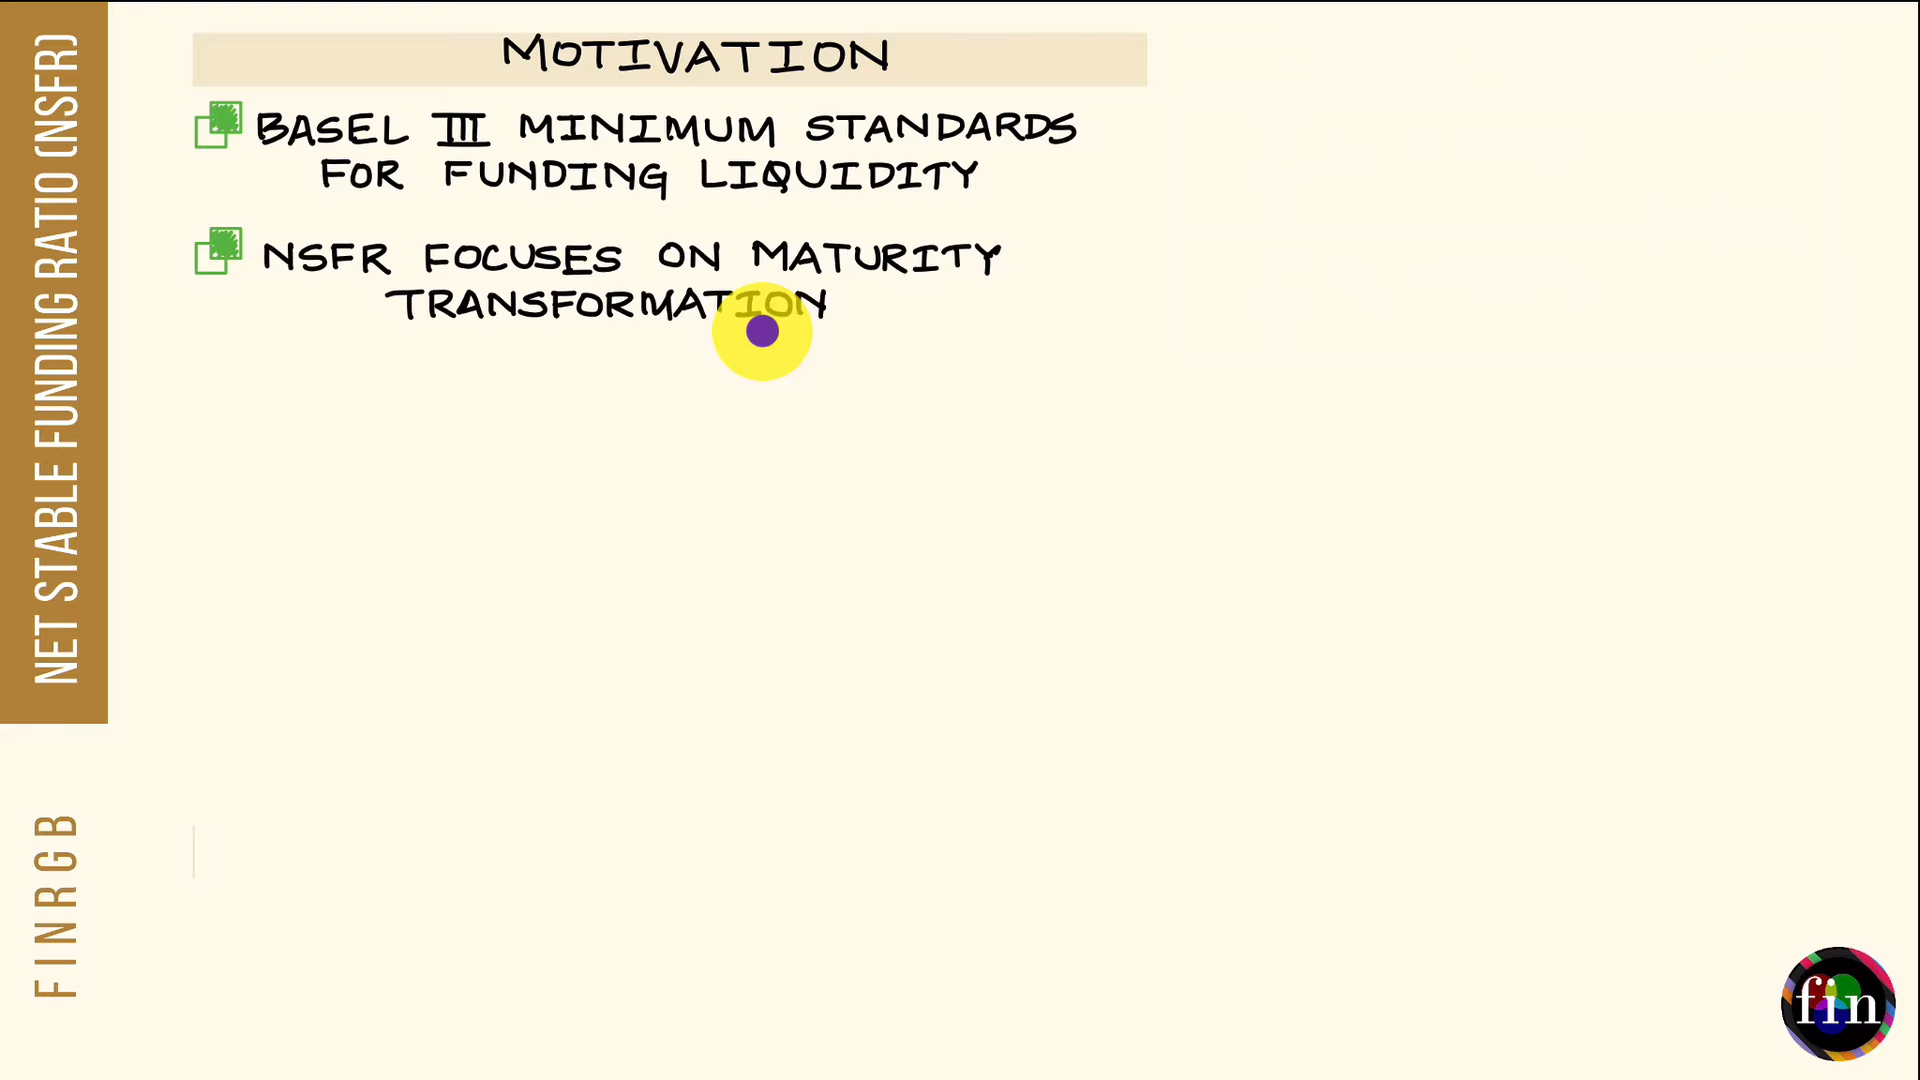 NET STABLE FUNDING RATIO (NSFR)
FINRGB
MOTIVATION
BASEL III MINIMUM STANDARDS
FOR FUNDING LIQUIDITY
NSFR FOCUSES ON MATURITY
TRANSFORMATION
fin